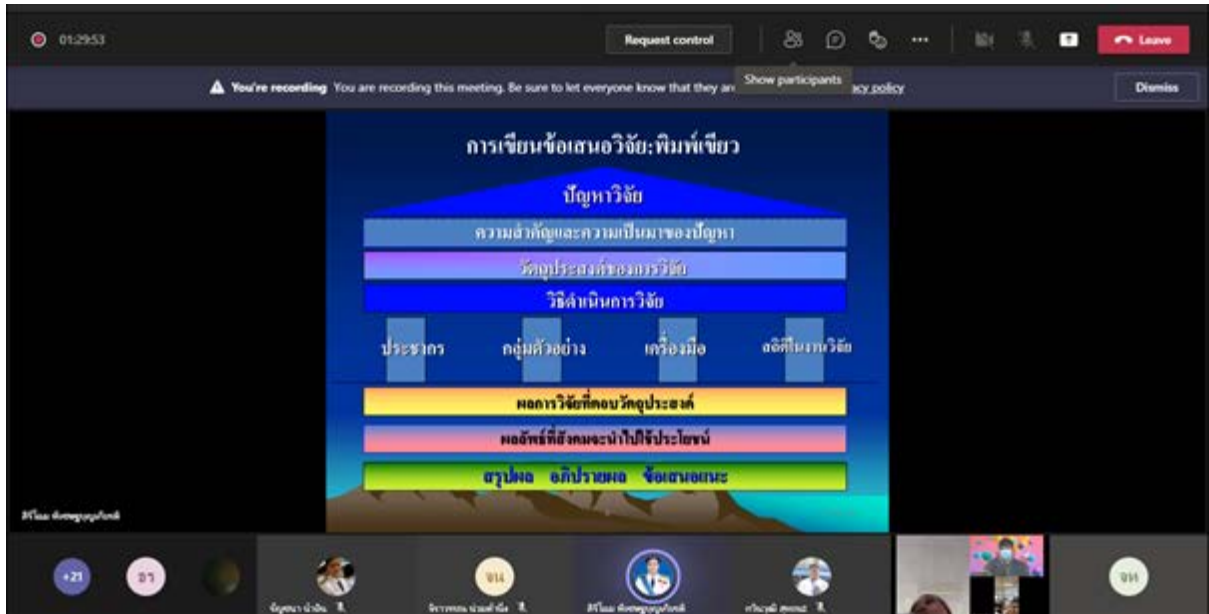 01:29:53
Request control
Leave
You're recording You are recording this meeting. Be sure to let everyone know that they are
Show participants
acy policy
Dismiss
การเขียนข้อเสนอวิจัย:พิมพ์เขียว
ปัญหาวิจัย
ความสำคัญและความเป็นมาของปัญหา
วัตถุประสงค์ของการวิจัย
วิธีดำเนินการวิจัย
ประชากร กลุ่มตัวอย่าง เครื่องมือ สถิติในงานวิจัย
ผลการวิจัยที่ตอบวัตถุประสงค์
ผลลัพธ์ที่สังคมจะนำไปใช้ประโยชน์
สรุปผล อภิปรายผล ข้อเสนอแนะ
+21
อา
จน
จท